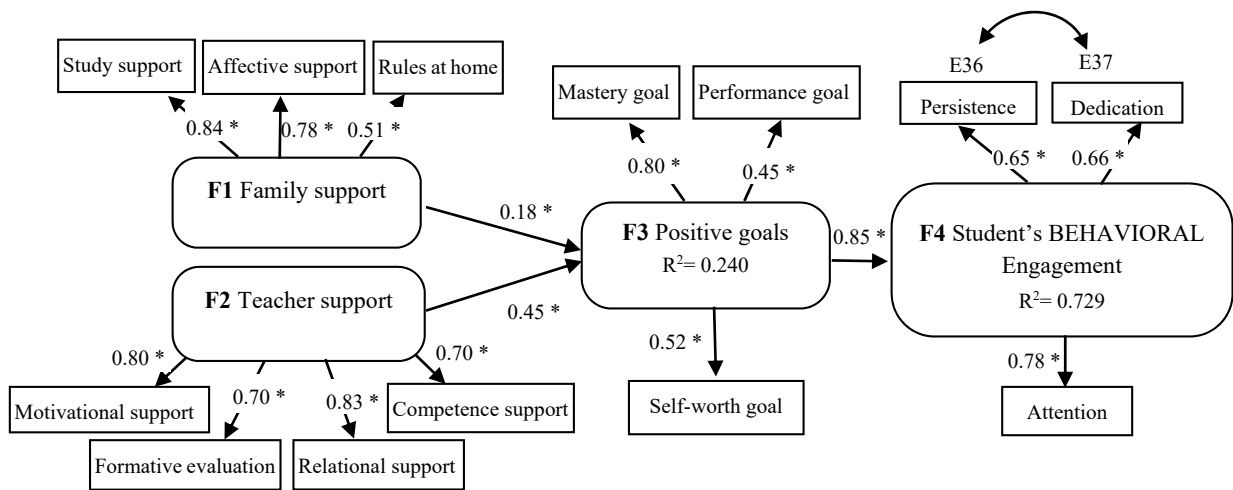 E36
E37
Study support
Affective support
Rules at home
Mastery goal
Performance goal
Persistence
Dedication
0.84 *
0.78 *
0.51 *
0.80 *
0.45 *
0.65 *
0.66 *
F1 Family support
0.18 *
F3 Positive goals
R²= 0.240
0.85 *
F4 Student’s BEHAVIORAL
Engagement
R²= 0.729
F2 Teacher support
0.45 *
0.80 *
0.70 *
0.83 *
0.70 *
0.52 *
0.78 *
Motivational support
Competence support
Self-worth goal
Attention
Formative evaluation
Relational support